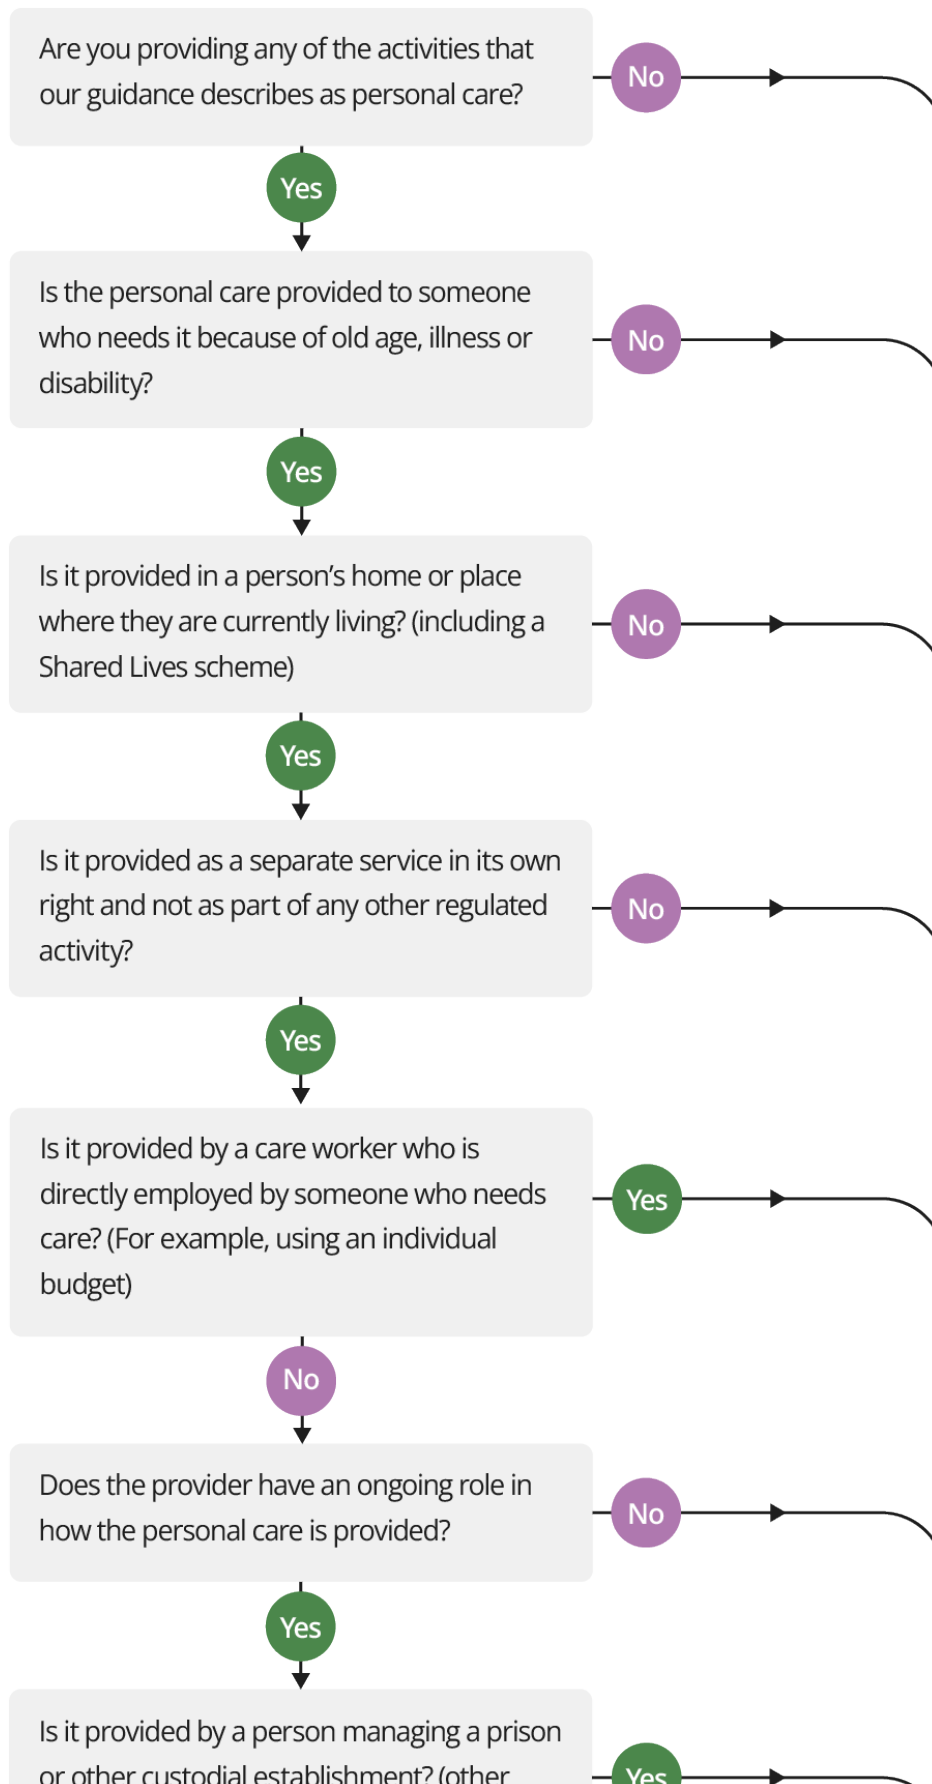 Are you providing any of the activities that
our guidance describes as personal care?
No
Yes
Is the personal care provided to someone
who needs it because of old age, illness or
disability?
No
Yes
Is it provided in a person’s home or place
where they are currently living? (including a
Shared Lives scheme)
No
Yes
Is it provided as a separate service in its own
right and not as part of any other regulated
activity?
No
Yes
Is it provided by a care worker who is
directly employed by someone who needs
care? (For example, using an individual
budget)
Yes
No
Does the provider have an ongoing role in
how the personal care is provided?
No
Yes
Is it provided by a person managing a prison
or other custodial establishment? (other
Yes